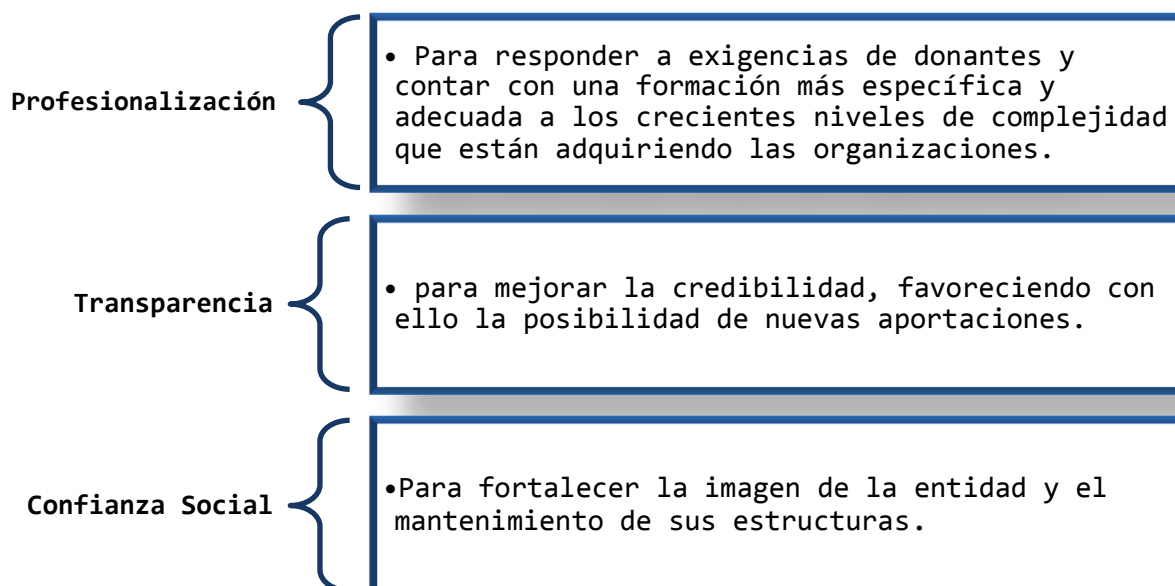 Profesionalización
• Para responder a exigencias de donantes y
contar con una formación más específica y
adecuada a los crecientes niveles de complejidad
que están adquiriendo las organizaciones.
Transparencia
• para mejorar la credibilidad, favoreciendo con
ello la posibilidad de nuevas aportaciones.
Confianza Social
•Para fortalecer la imagen de la entidad y el
mantenimiento de sus estructuras.